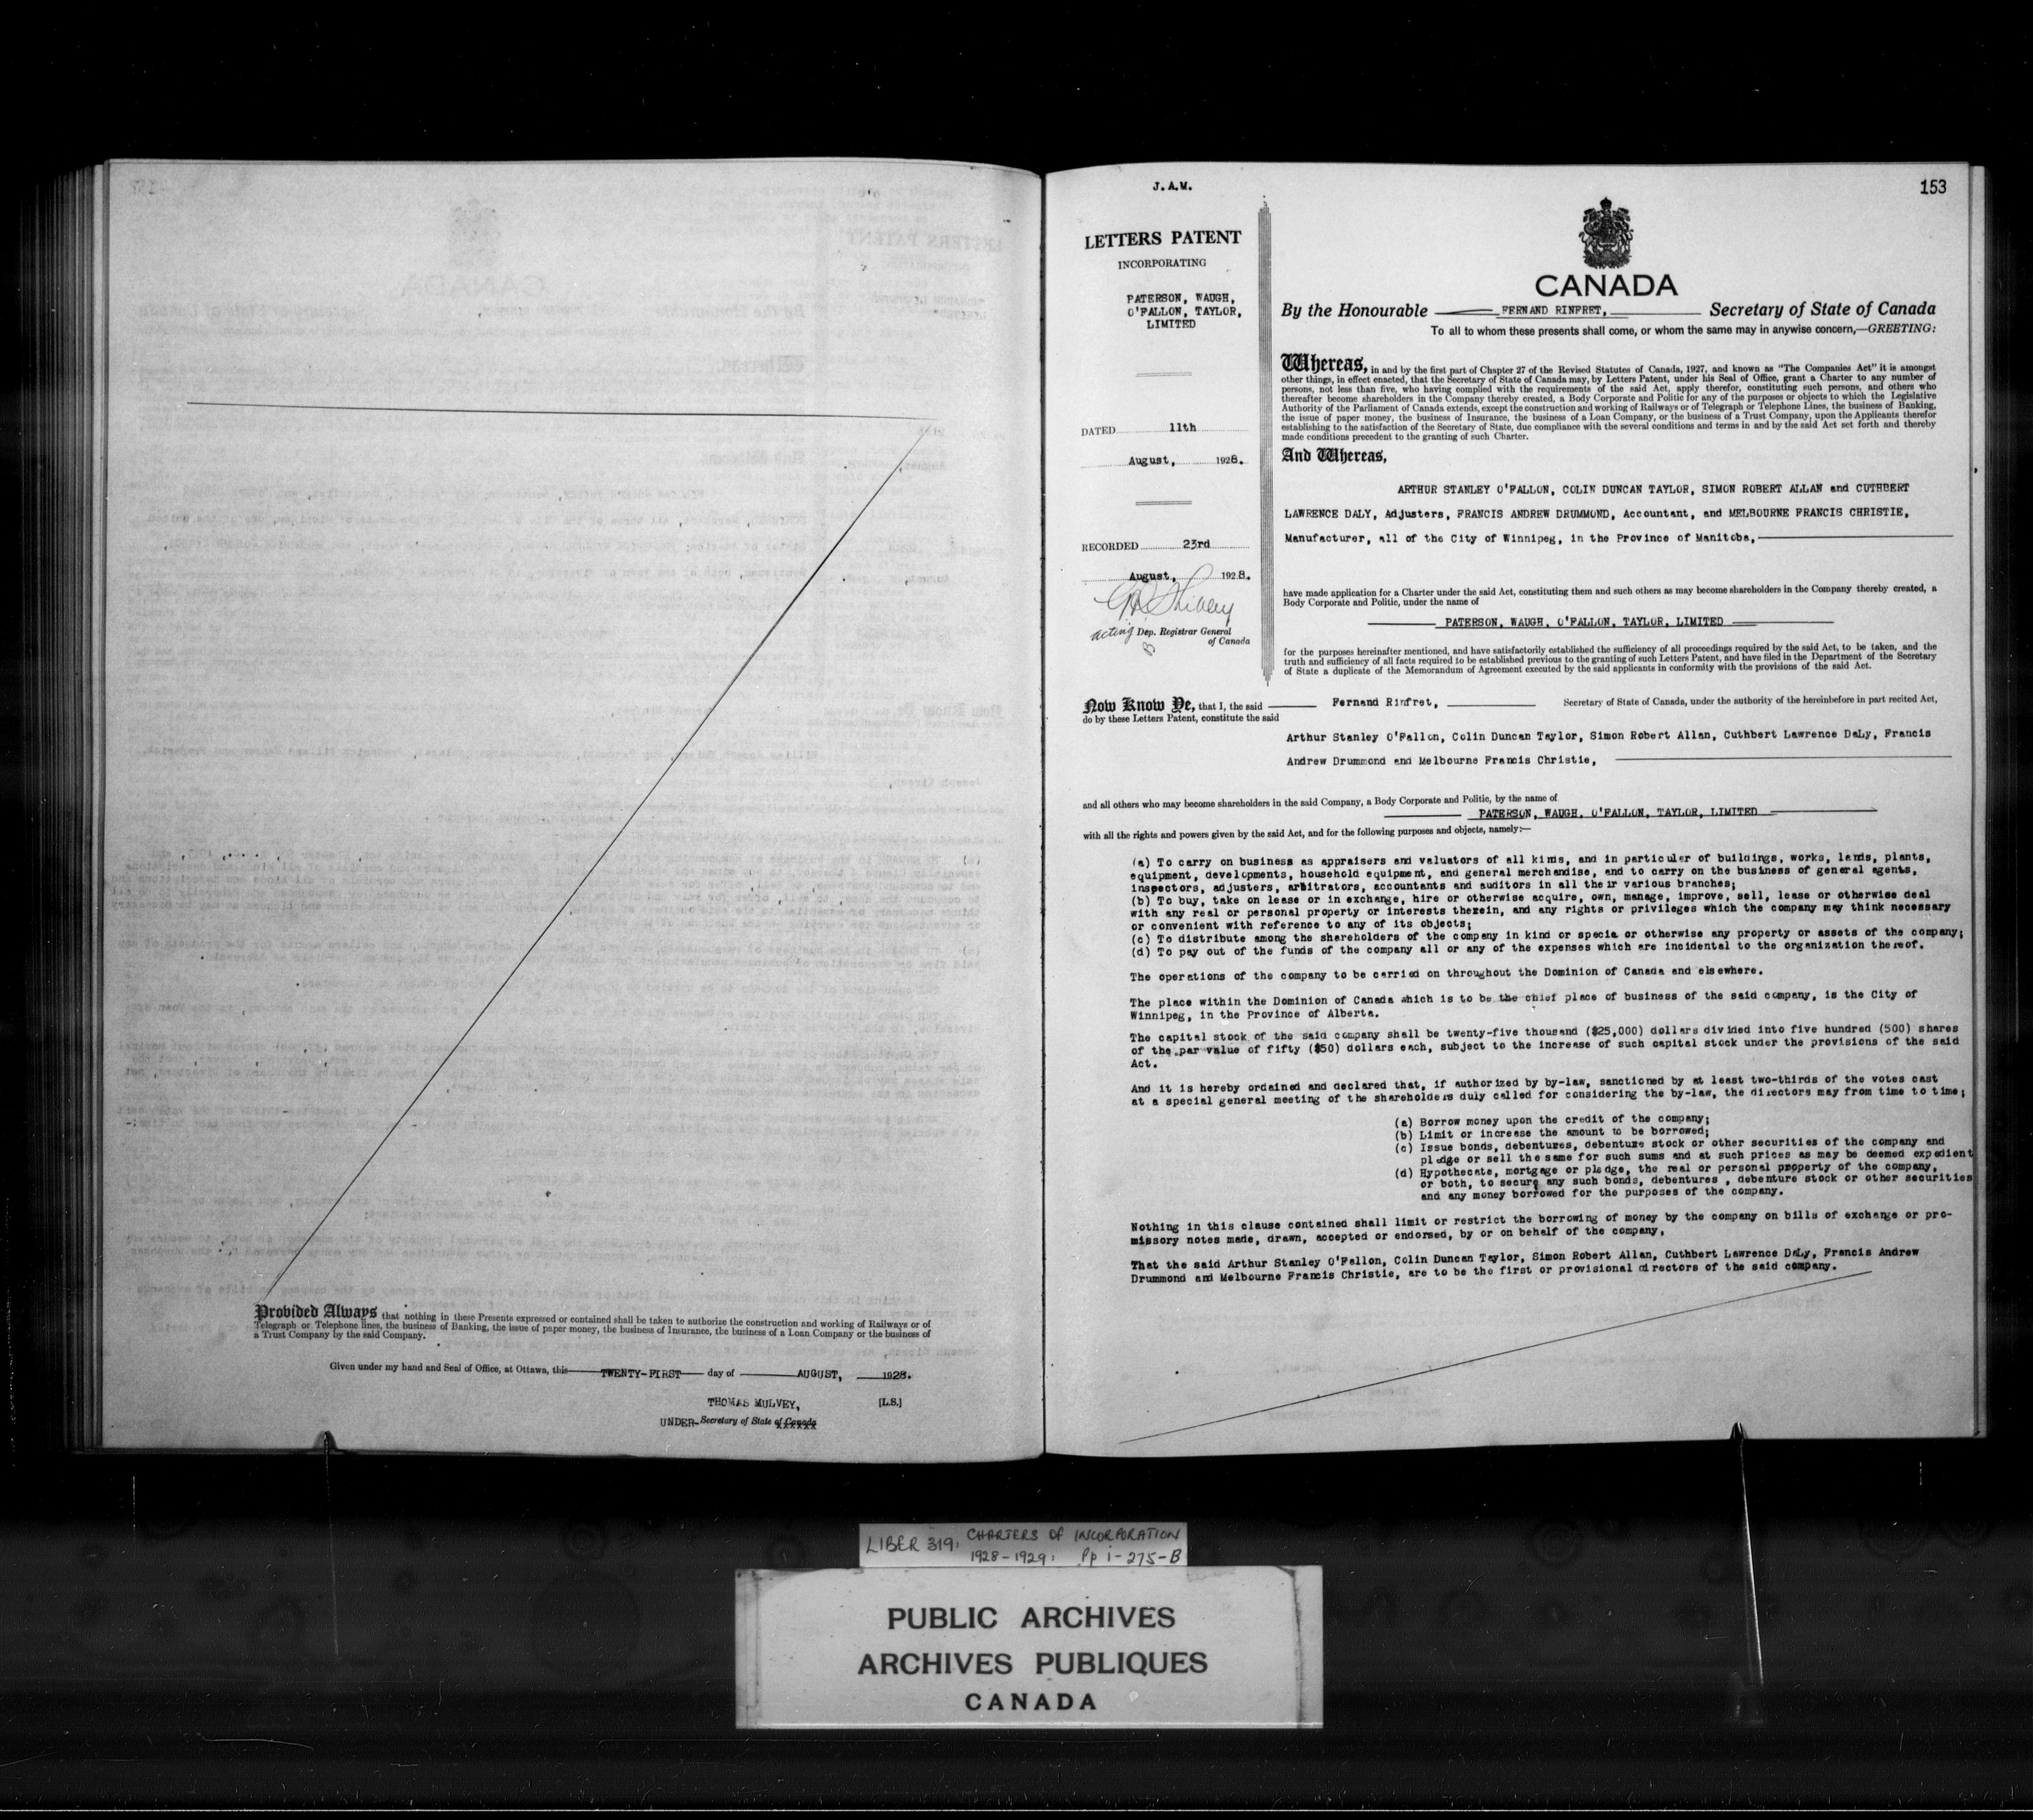 Provided Always that nothing in these Presents expressed or contained shall be taken to authorize the construction and working of Railways or of
Telegraph or Telephone lines, the business of Banking, the issue of paper money, the business of Insurance, the business of a Loan Company or the business of
a Trust Company by the said Company.
Given under my hand and Seal of Office, at Ottawa, this TWENTY-FIRST day of AUGUST, 1928.
THOMAS MULVEY, [L.S.]
UNDER-Secretary of State of Canada
J.A.M.
153
LETTERS PATENT
INCORPORATING
PATERSON, WAUGH,
O'FALLON, TAYLOR,
LIMITED
DATED 11th
August, 1928.
RECORDED 23rd
August, 1928.
acting Dep. Registrar General
of Canada
CANADA
By the Honourable FERNAND RINFRET, Secretary of State of Canada
To all to whom these presents shall come, or whom the same may in anywise concern,—GREETING:
Whereas, in and by the first part of Chapter 27 of the Revised Statutes of Canada, 1927, and known as "The Companies Act" it is amongst
other things, in effect enacted, that the Secretary of State of Canada may, by Letters Patent, under his Seal of Office, grant a Charter to any number of
persons, not less than five, who having complied with the requirements of the said Act, apply therefor, constituting such persons, and others who
thereafter become shareholders in the Company thereby created, a Body Corporate and Politic for any of the purposes or objects to which the Legislative
Authority of the Parliament of Canada extends, except the construction and working of Railways or of Telegraph or Telephone Lines, the business of Banking,
the issue of paper money, the business of Insurance, the business of a Loan Company, or the business of a Trust Company, upon the Applicants therefor
establishing to the satisfaction of the Secretary of State, due compliance with the several conditions and terms in and by the said Act set forth and thereby
made conditions precedent to the granting of such Charter.
And Whereas,
ARTHUR STANLEY O'FALLON, COLIN DUNCAN TAYLOR, SIMON ROBERT ALLAN and CUTHBERT
LAWRENCE DALY, Adjusters, FRANCIS ANDREW DRUMMOND, Accountant, and MELBOURNE FRANCIS CHRISTIE,
Manufacturer, all of the City of Winnipeg, in the Province of Manitoba,
have made application for a Charter under the said Act, constituting them and such others as may become shareholders in the Company thereby created, a
Body Corporate and Politic, under the name of
PATERSON, WAUGH, O'FALLON, TAYLOR, LIMITED
for the purposes hereinafter mentioned, and have satisfactorily established the sufficiency of all proceedings required by the said Act, to be taken, and the
truth and sufficiency of all facts required to be established previous to the granting of such Letters Patent, and have filed in the Department of the Secretary
of State a duplicate of the Memorandum of Agreement executed by the said applicants in conformity with the provisions of the said Act.
Now Know Ye, that I, the said Fernand Rinfret, Secretary of State of Canada, under the authority of the hereinbefore in part recited Act,
do by these Letters Patent, constitute the said
Arthur Stanley O'Fallon, Colin Duncan Taylor, Simon Robert Allan, Cuthbert Lawrence DaLy, Francis
Andrew Drummond and Melbourne Francis Christie,
and all others who may become shareholders in the said Company, a Body Corporate and Politic, by the name of
PATERSON, WAUGH, O'FALLON, TAYLOR, LIMITED
with all the rights and powers given by the said Act, and for the following purposes and objects, namely:—
(a) To carry on business as appraisers and valuators of all kinds, and in particuler of buildings, works, lands, plants,
equipment, developments, household equipment, and general merchandise, and to carry on the business of general agents,
inspectors, adjusters, arbitrators, accountants and auditors in all their various branches;
(b) To buy, take on lease or in exchange, hire or otherwise acquire, own, manage, improve, sell, lease or otherwise deal
with any real or personal property or interests therein, and any rights or privileges which the company may think necessary
or convenient with reference to any of its objects;
(c) To distribute among the shareholders of the company in kind or specia or otherwise any property or assets of the company;
(d) To pay out of the funds of the company all or any of the expenses which are incidental to the organization thereof.
The operations of the company to be carried on throughout the Dominion of Canada and elsewhere.
The place within the Dominion of Canada which is to be the chief place of business of the said company, is the City of
Winnipeg, in the Province of Alberta.
The capital stock of the said company shall be twenty-five thousand ($25,000) dollars divided into five hundred (500) shares
of the par value of fifty ($50) dollars each, subject to the increase of such capital stock under the provisions of the said
Act.
And it is hereby ordained and declared that, if authorized by by-law, sanctioned by at least two-thirds of the votes cast
at a special general meeting of the shareholders duly called for considering the by-law, the directors may from time to time;
(a) Borrow money upon the credit of the company;
(b) Limit or increase the amount to be borrowed;
(c) Issue bonds, debentures, debenture stock or other securities of the company and
pledge or sell the same for such sums and at such prices as may be deemed expedient
(d) Hypothecate, mortgage or pledge, the real or personal property of the company,
or both, to secure any such bonds, debentures , debenture stock or other securities
and any money borrowed for the purposes of the company.
Nothing in this clause contained shall limit or restrict the borrowing of money by the company on bills of exchange or pro-
missory notes made, drawn, accepted or endorsed, by or on behalf of the company,
That the said Arthur Stanley O'Fallon, Colin Duncan Taylor, Simon Robert Allan, Cuthbert Lawrence DaLy, Francis Andrew
Drummond and Melbourne Francis Christie, are to be the first or provisional directors of the said company.
LIBER 319: CHARTERS OF INCORPORATION
1928-1929: Pp i-275-B
PUBLIC ARCHIVES
ARCHIVES PUBLIQUES
CANADA